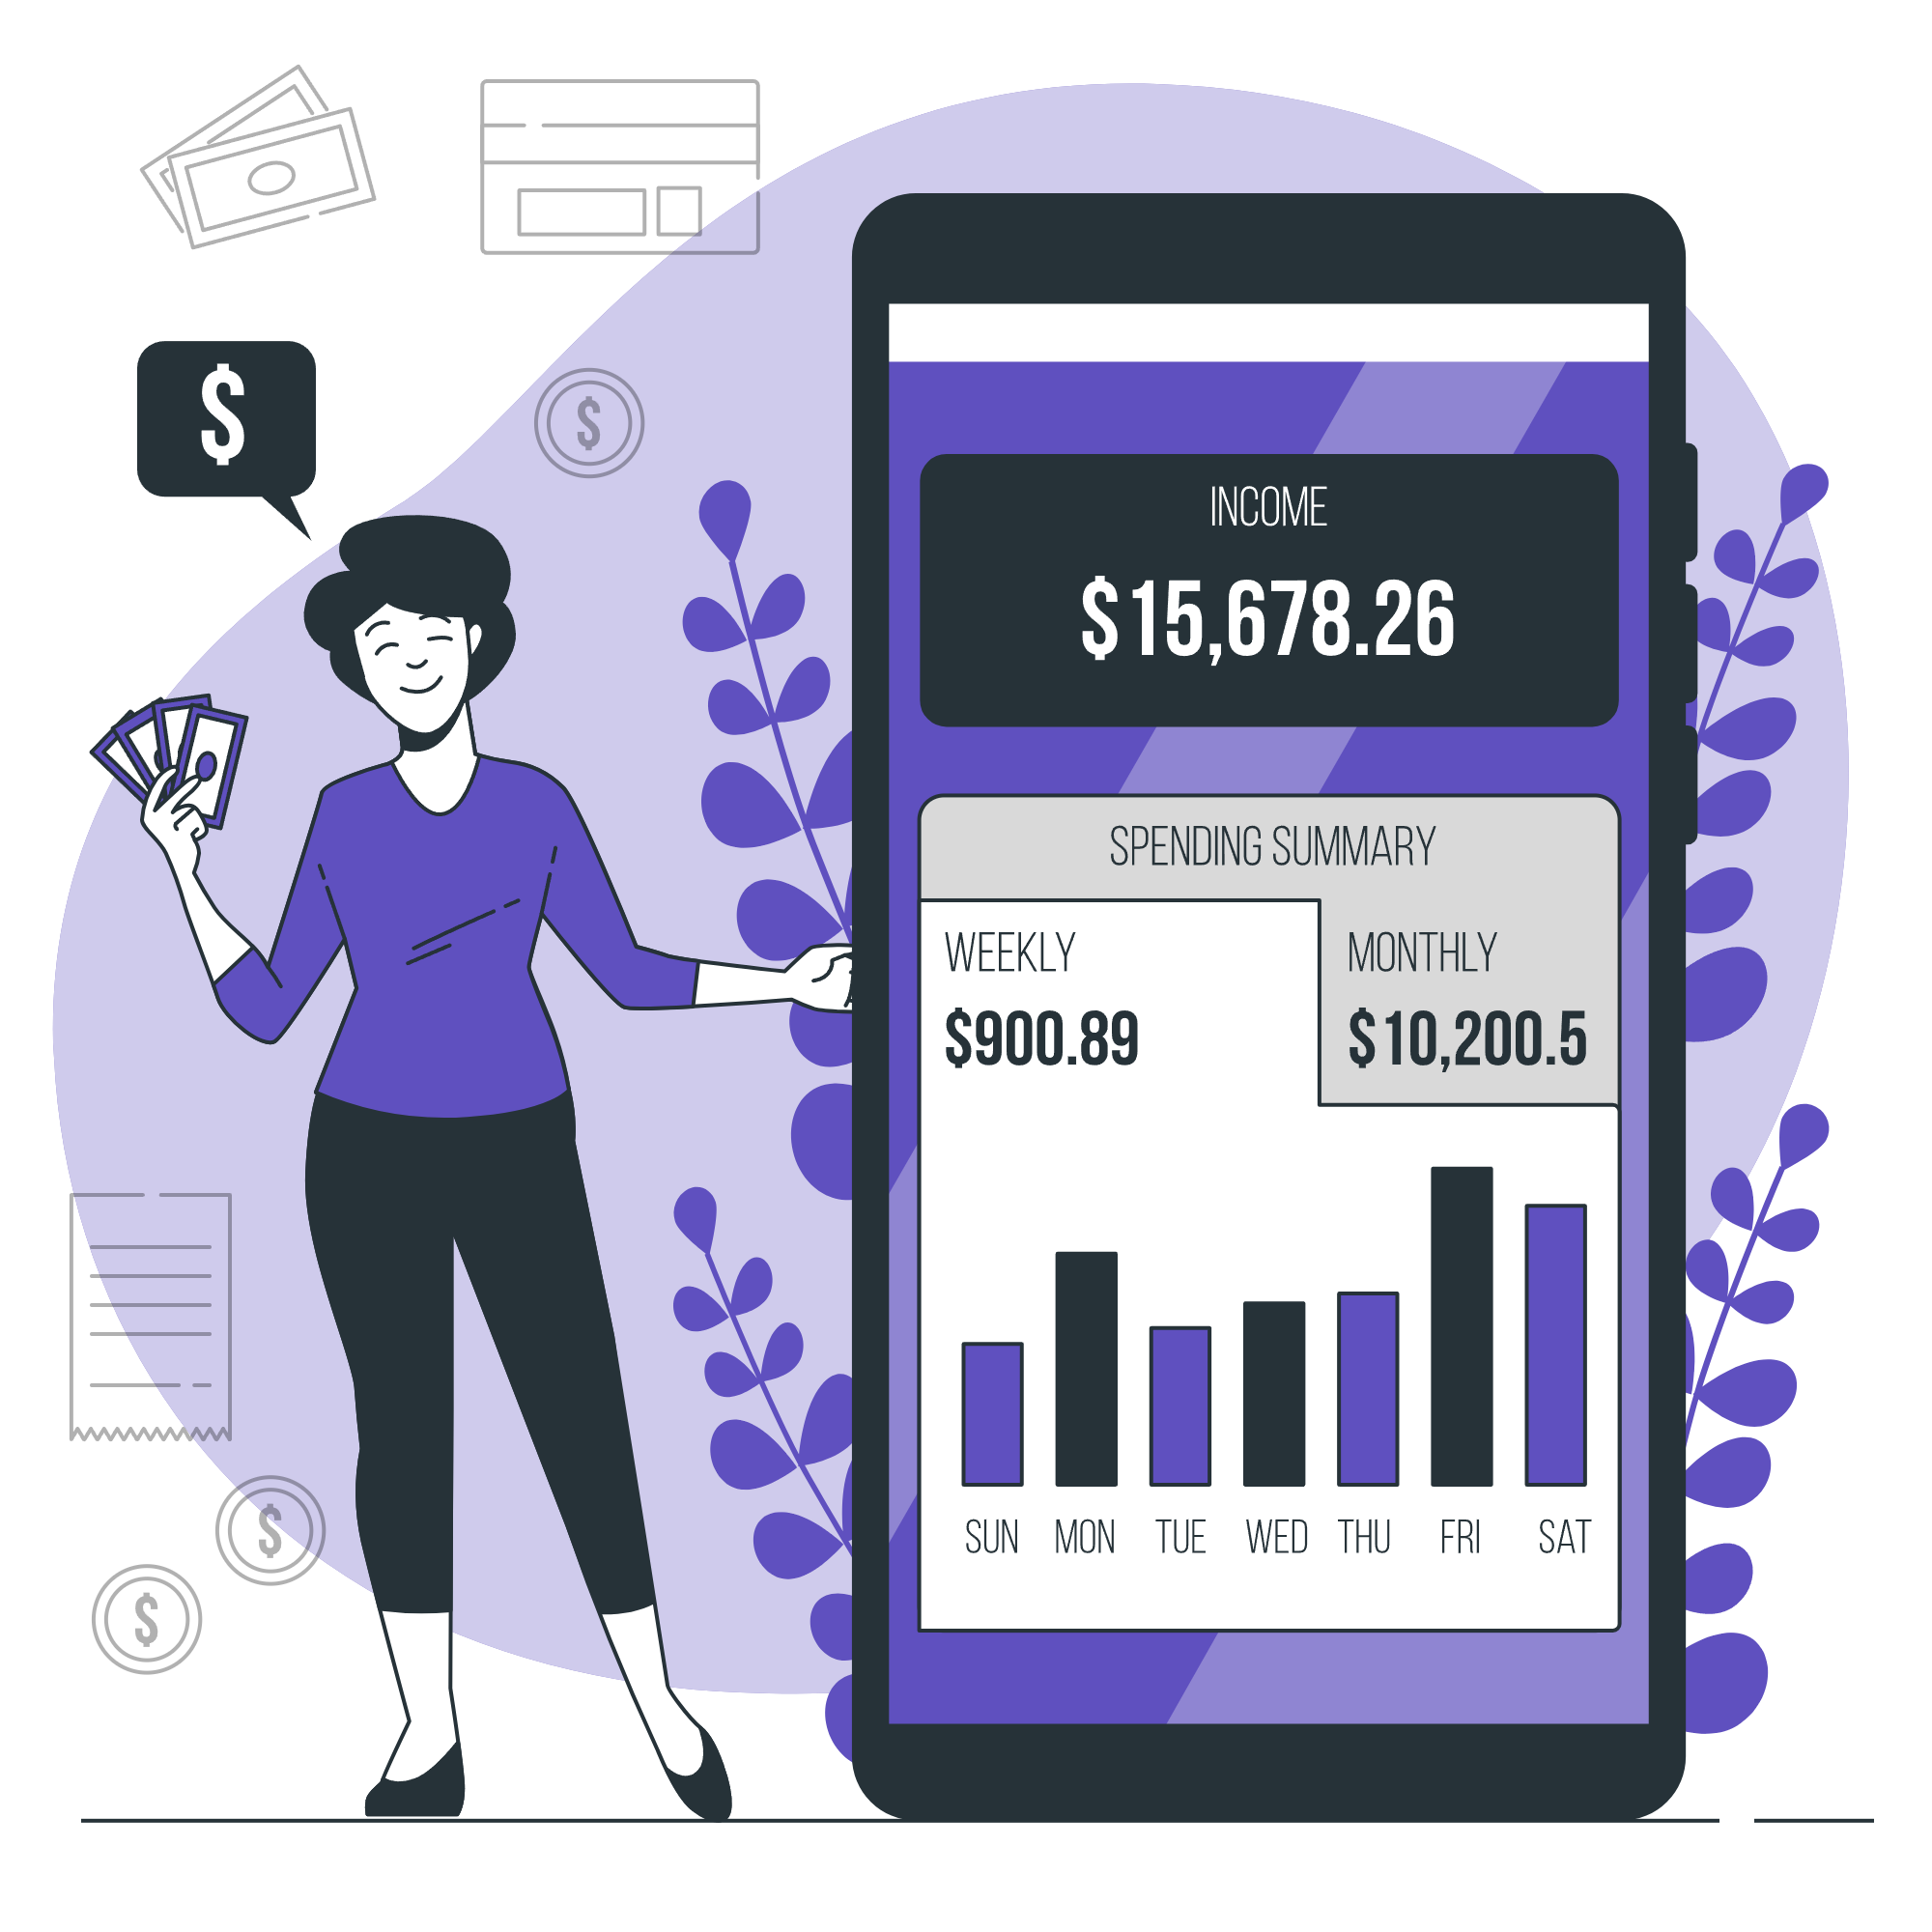 $
$
INCOME
$15,678.26
SPENDING SUMMARY
WEEKLY
$900.89
MONTHLY
$10,200.5
SUN MON TUE WED THU FRI SAT
$
$